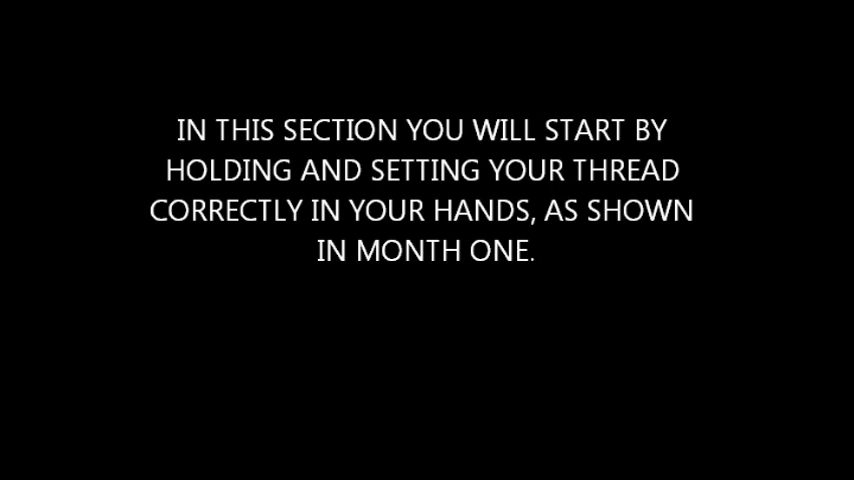 IN THIS SECTION YOU WILL START BY
HOLDING AND SETTING YOUR THREAD
CORRECTLY IN YOUR HANDS, AS SHOWN
IN MONTH ONE.